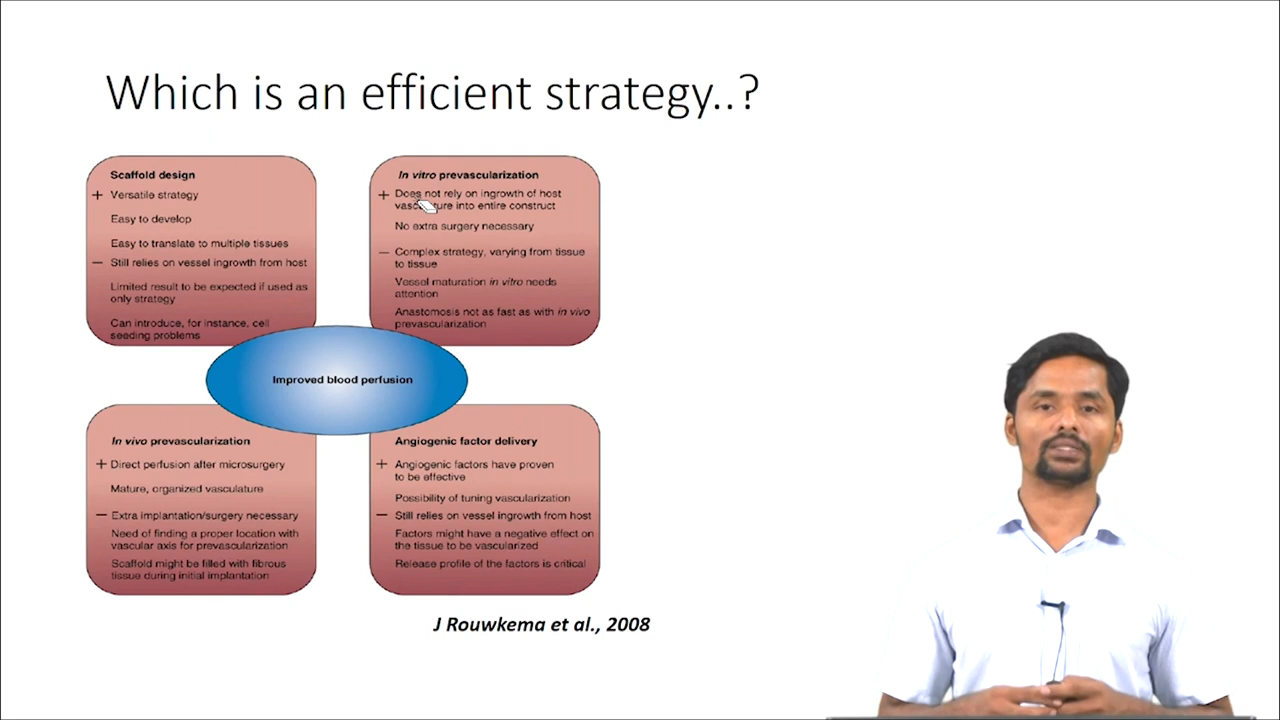 Which is an efficient strategy..?
Scaffold design
+ Versatile strategy
Easy to develop
Easy to translate to multiple tissues
– Still relies on vessel ingrowth from host
Limited result to be expected if used as
only strategy
Can introduce, for instance, cell
seeding problems
In vitro prevascularization
+ Does not rely on ingrowth of host
vasculature into entire construct
No extra surgery necessary
– Complex strategy, varying from tissue
to tissue
Vessel maturation in vitro needs
attention
Anastomosis not as fast as with in vivo
prevascularization
Improved blood perfusion
In vivo prevascularization
+ Direct perfusion after microsurgery
Mature, organized vasculature
– Extra implantation/surgery necessary
Need of finding a proper location with
vascular axis for prevascularization
Scaffold might be filled with fibrous
tissue during initial implantation
Angiogenic factor delivery
+ Angiogenic factors have proven
to be effective
Possibility of tuning vascularization
– Still relies on vessel ingrowth from host
Factors might have a negative effect on
the tissue to be vascularized
Release profile of the factors is critical
J Rouwkema et al., 2008